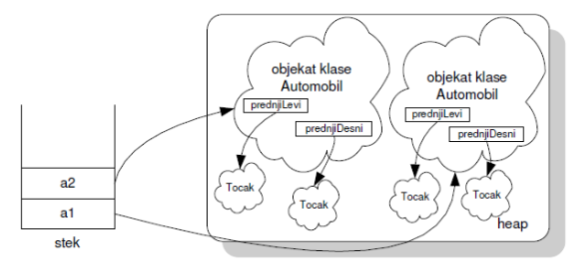 objekat klase
Automobil
prednjiLevi
prednjiDesni
Tocak
Tocak
objekat klase
Automobil
prednjiLevi
prednjiDesni
Tocak
Tocak
heap
a2
a1
stek